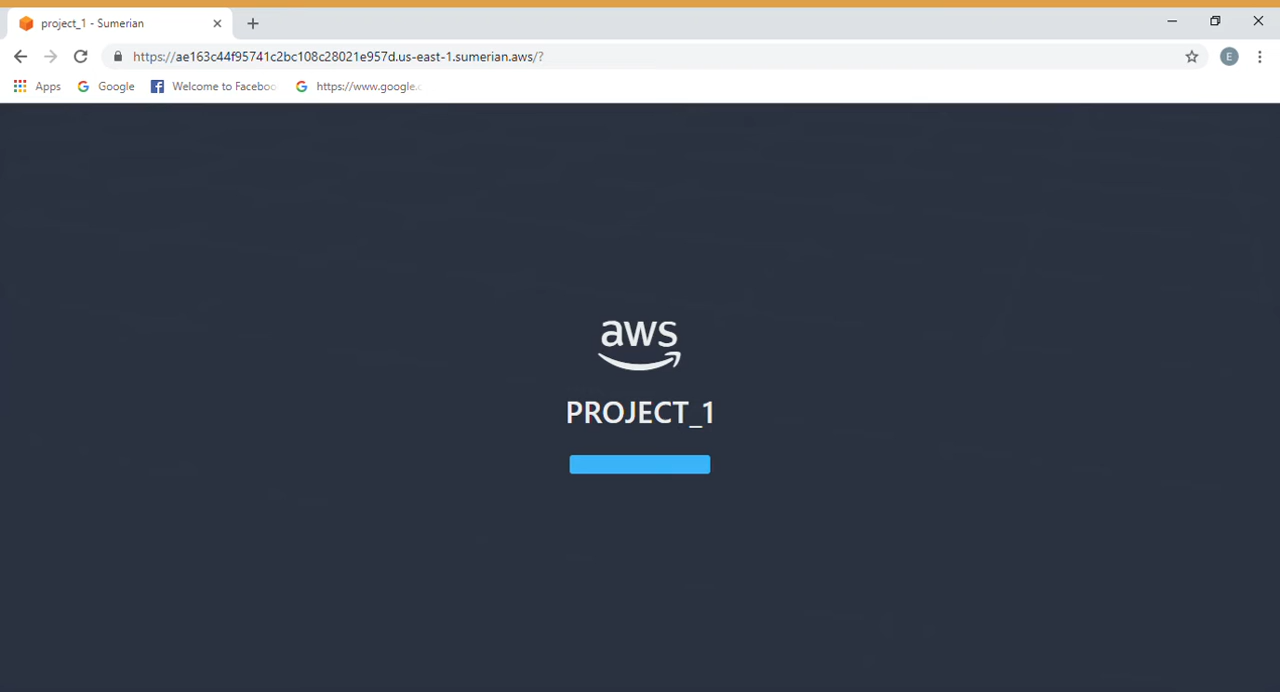 project_1 - Sumerian
https://ae163c44f95741c2bc108c28021e957d.us-east-1.sumerian.aws/?
E
Apps
Google
Welcome to Faceboo
https://www.google.c
aws
PROJECT_1